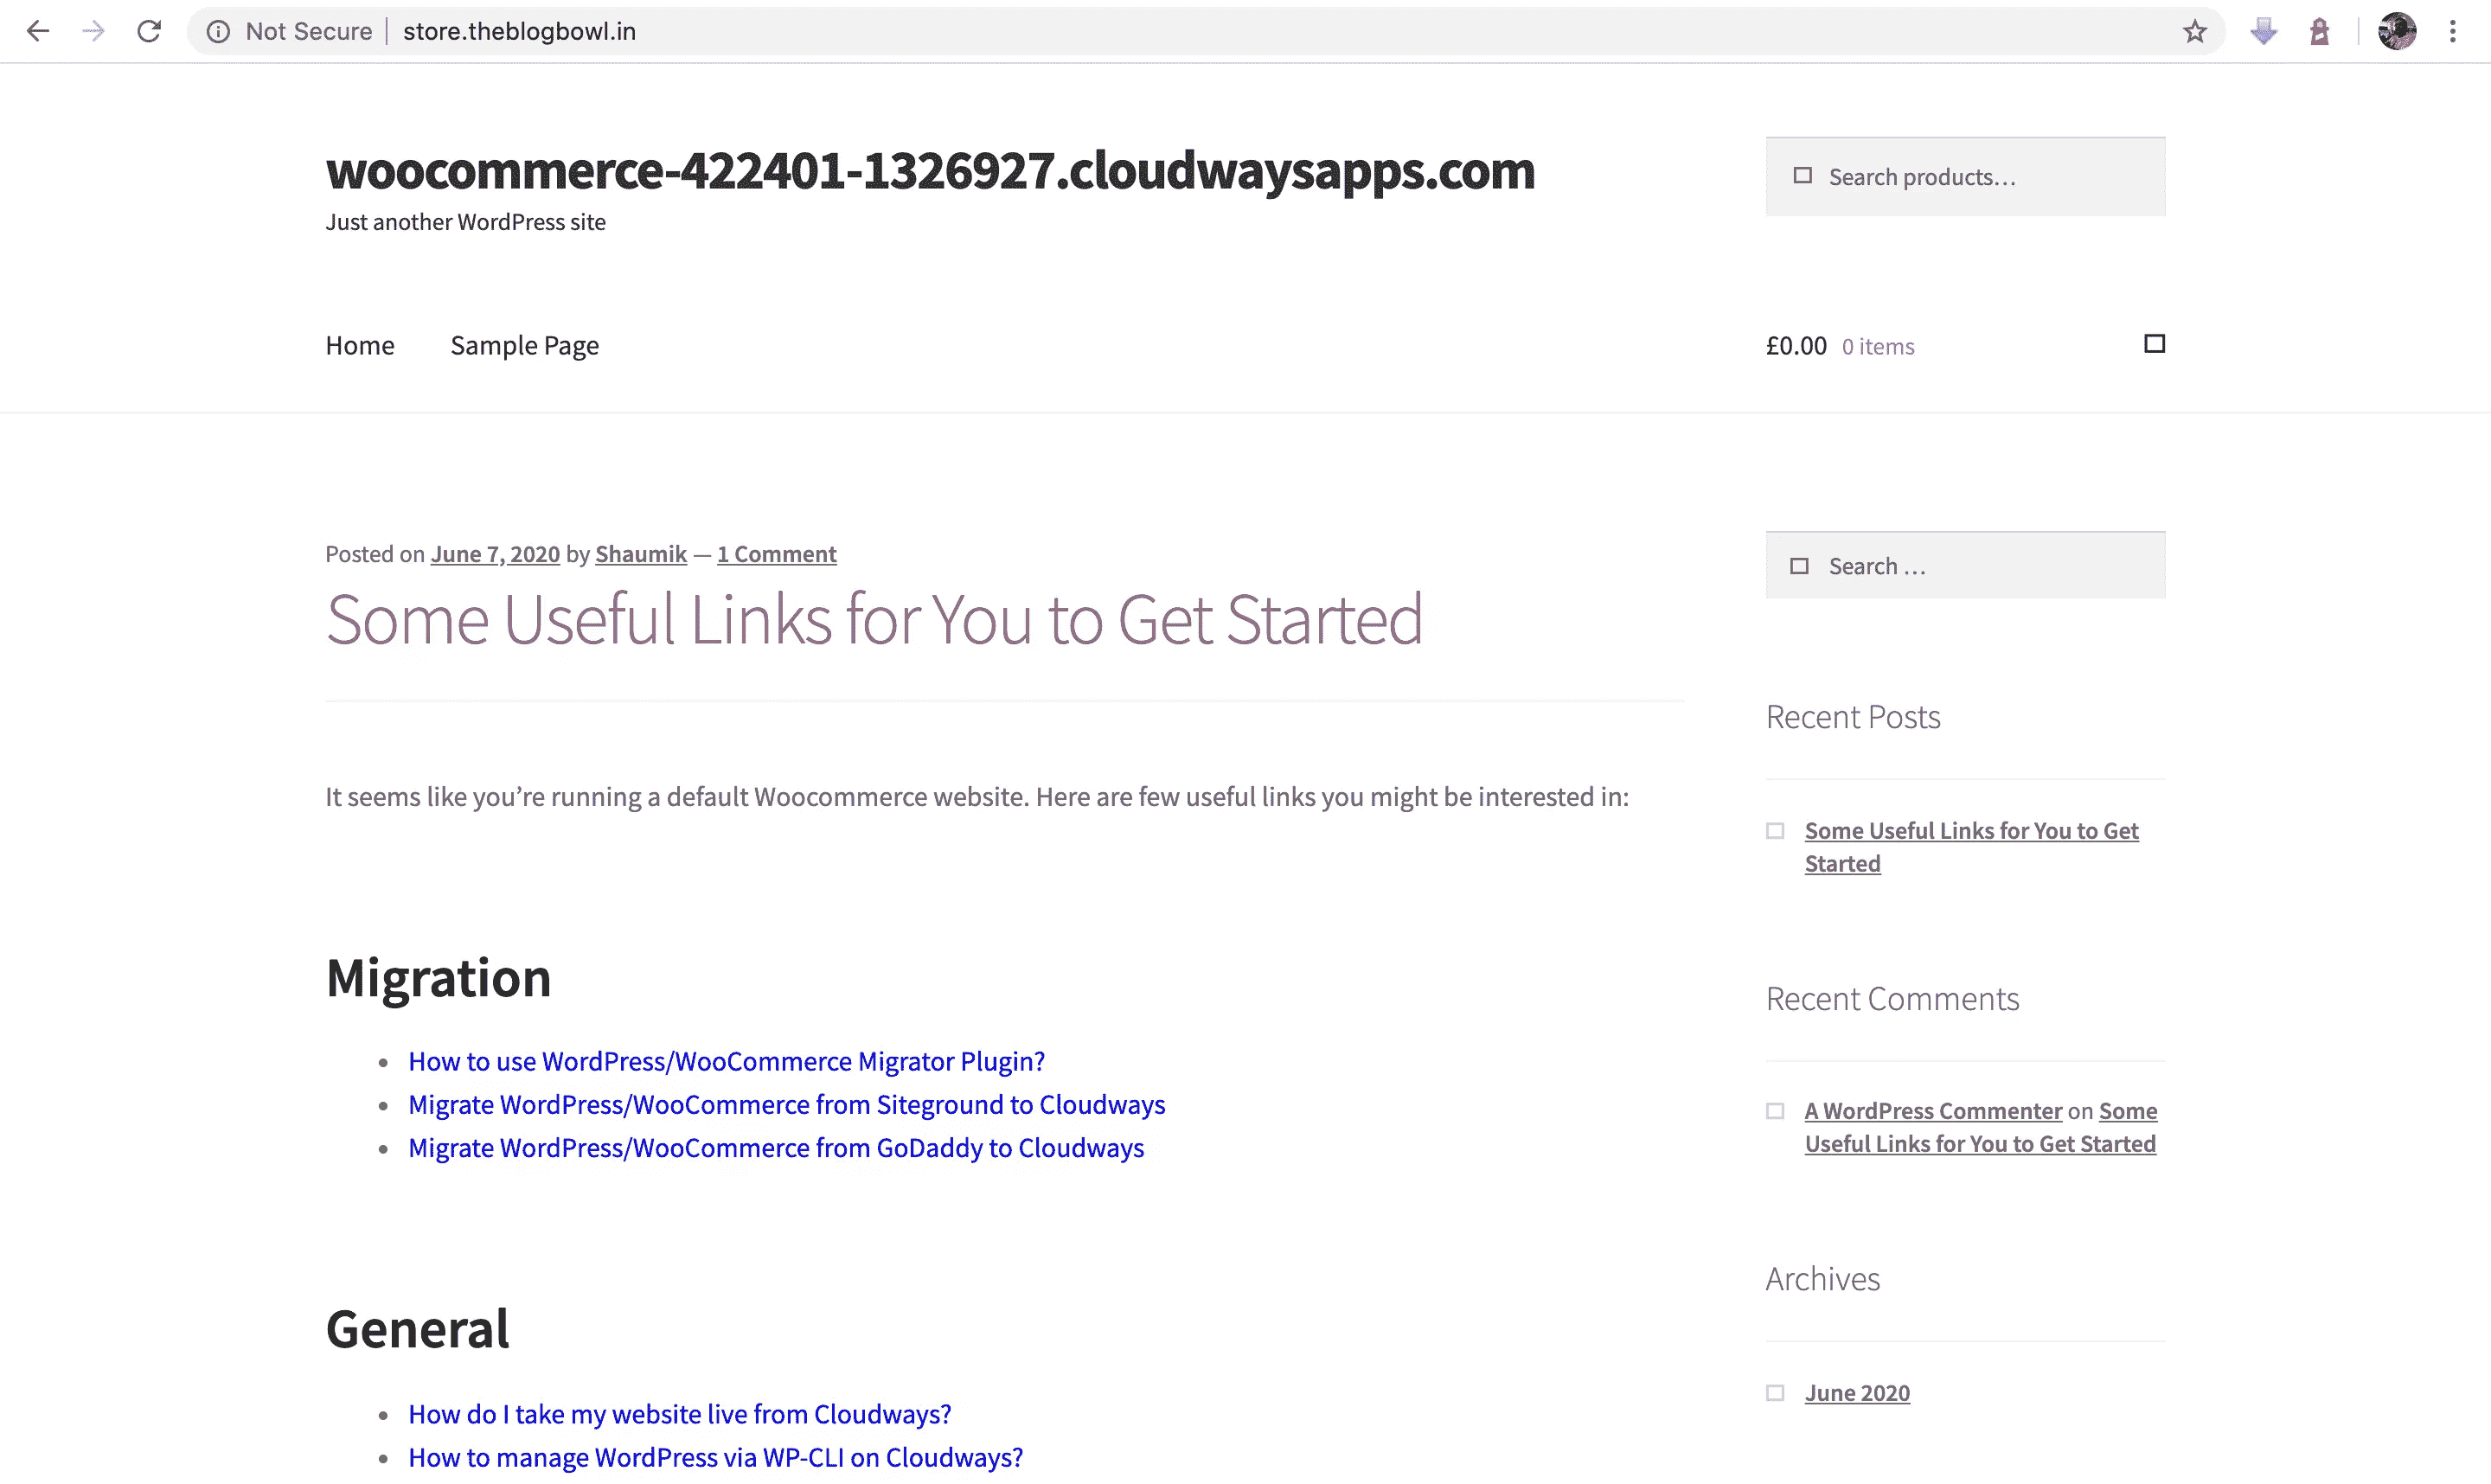 Not Secure store.theblogbowl.in
woocommerce-422401-1326927.cloudwaysapps.com
Just another WordPress site
Search products…
Home Sample Page
£0.00 0 items
Posted on June 7, 2020 by Shaumik — 1 Comment
Some Useful Links for You to Get Started
It seems like you’re running a default Woocommerce website. Here are few useful links you might be interested in:
Migration
How to use WordPress/WooCommerce Migrator Plugin?
Migrate WordPress/WooCommerce from Siteground to Cloudways
Migrate WordPress/WooCommerce from GoDaddy to Cloudways
General
How do I take my website live from Cloudways?
How to manage WordPress via WP-CLI on Cloudways?
Search …
Recent Posts
Some Useful Links for You to Get
Started
Recent Comments
A WordPress Commenter on Some
Useful Links for You to Get Started
Archives
June 2020